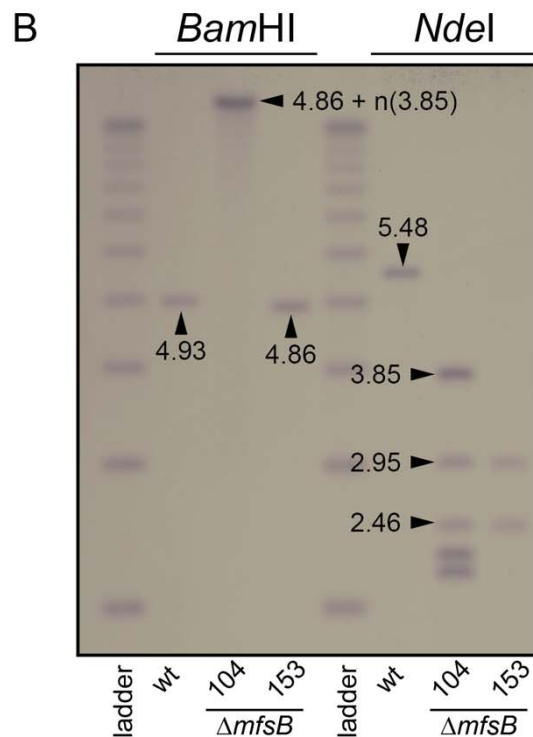 B
BamHI NdeI
4.86 + n(3.85)
5.48
4.93 4.86
3.85
2.95
2.46
ladder wt 104 153 ladder wt 104 153
ΔmfsB ΔmfsB